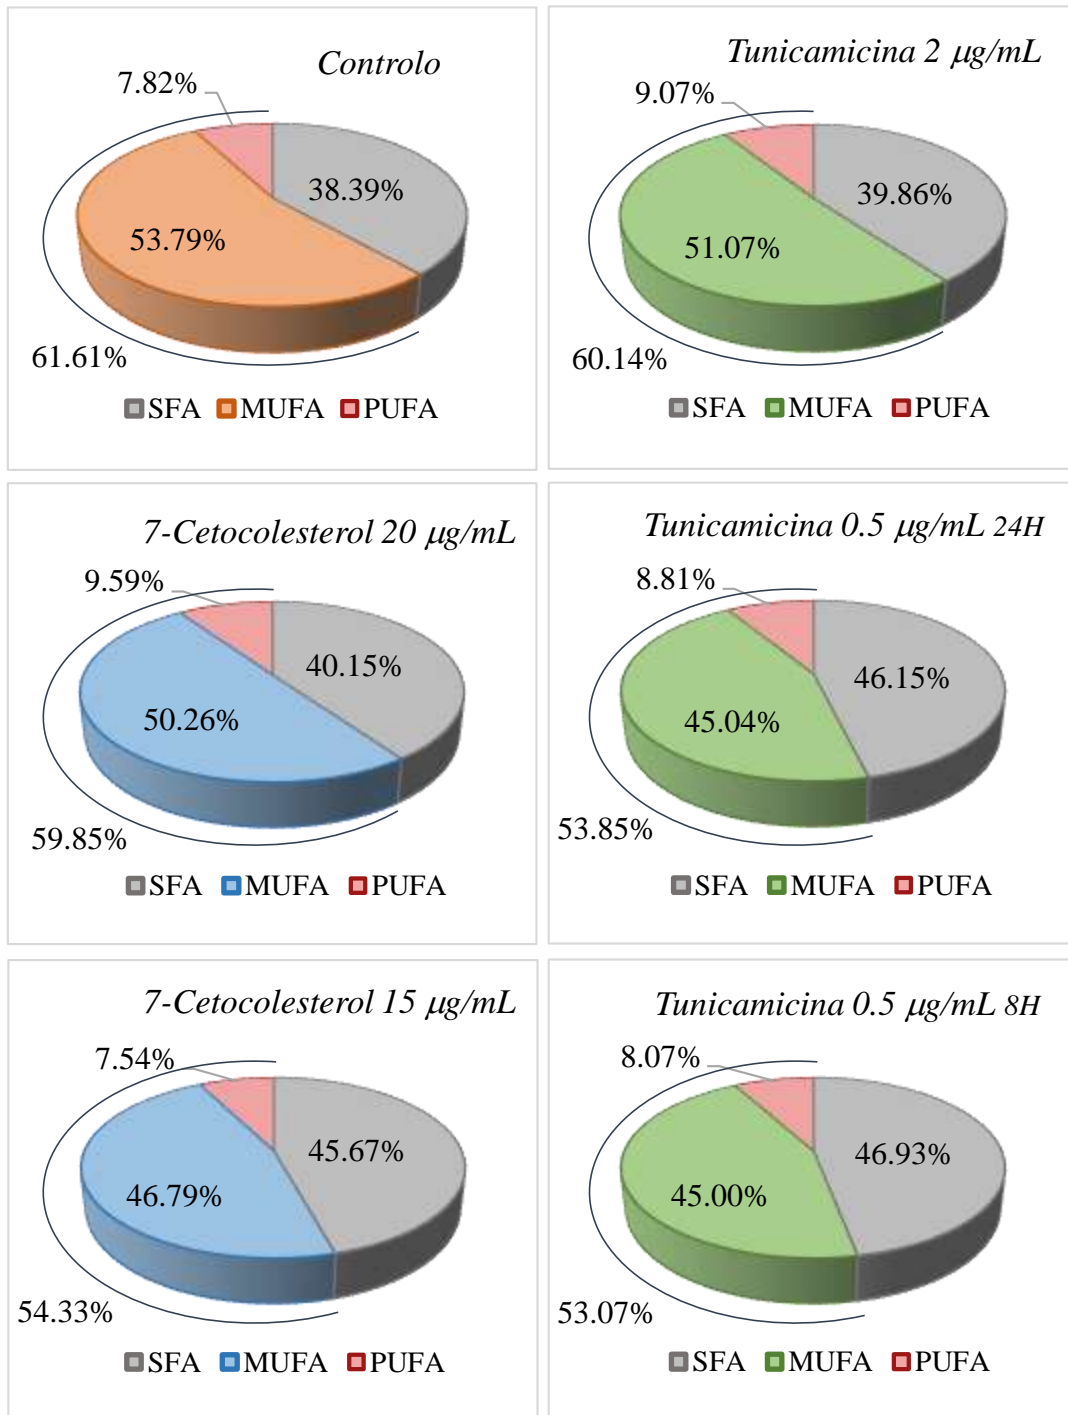 Controlo
7.82%
38.39%
53.79%
61.61%
SFA MUFA PUFA
Tunicamicina 2 µg/mL
9.07%
39.86%
51.07%
60.14%
SFA MUFA PUFA
7-Cetocolesterol 20 µg/mL
9.59%
40.15%
50.26%
59.85%
SFA MUFA PUFA
Tunicamicina 0.5 µg/mL 24H
8.81%
46.15%
45.04%
53.85%
SFA MUFA PUFA
7-Cetocolesterol 15 µg/mL
7.54%
45.67%
46.79%
54.33%
SFA MUFA PUFA
Tunicamicina 0.5 µg/mL 8H
8.07%
46.93%
45.00%
53.07%
SFA MUFA PUFA